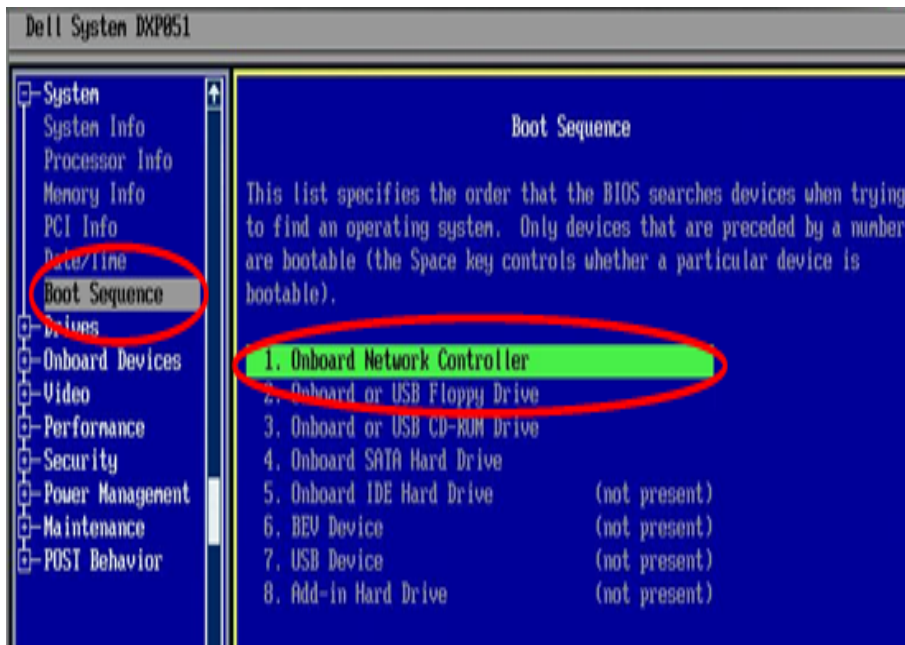 Dell System DXP051
System
System Info
Processor Info
Memory Info
PCI Info
Date/Time
Boot Sequence
Drives
Onboard Devices
Video
Performance
Security
Power Management
Maintenance
POST Behavior
Boot Sequence
This list specifies the order that the BIOS searches devices when trying
to find an operating system. Only devices that are preceded by a number
are bootable (the Space key controls whether a particular device is
bootable).
1. Onboard Network Controller
2. Onboard or USB Floppy Drive
3. Onboard or USB CD-ROM Drive
4. Onboard SATA Hard Drive
5. Onboard IDE Hard Drive (not present)
6. BEV Device (not present)
7. USB Device (not present)
8. Add-in Hard Drive (not present)